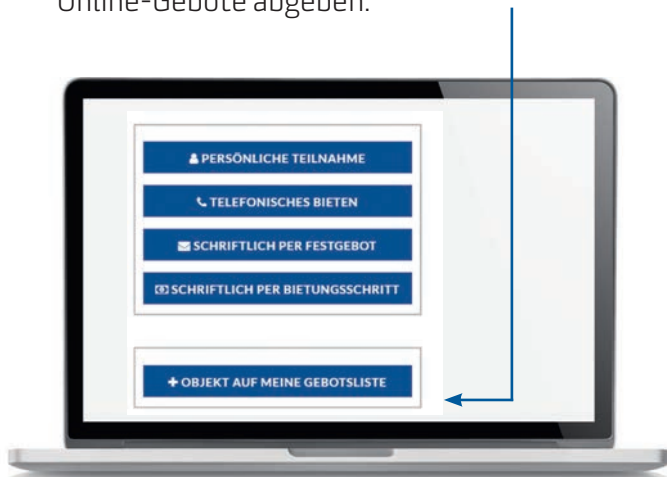 Online-Gebote abgeben.
PERSÖNLICHE TEILNAHME
TELEFONISCHES BIETEN
SCHRIFTLICH PER FESTGEBOT
SCHRIFTLICH PER BIETUNGSSCHRITT
+ OBJEKT AUF MEINE GEBOTSLISTE